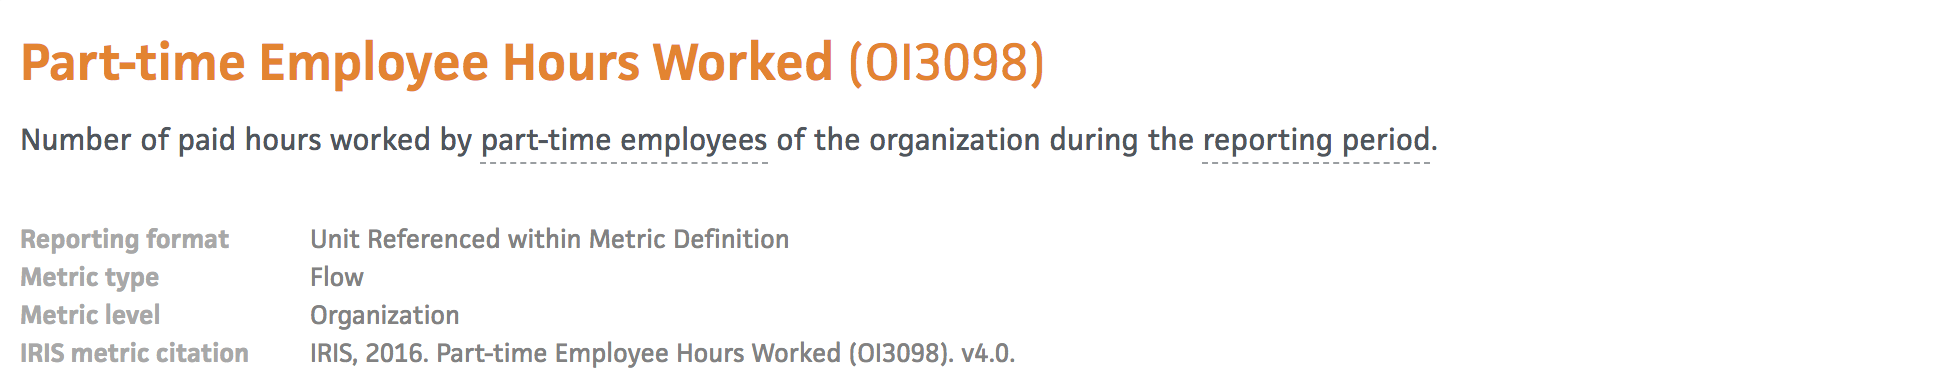 Part-time Employee Hours Worked (OI3098)
Number of paid hours worked by part-time employees of the organization during the reporting period.
Reporting format Unit Referenced within Metric Definition
Metric type Flow
Metric level Organization
IRIS metric citation IRIS, 2016. Part-time Employee Hours Worked (OI3098). v4.0.